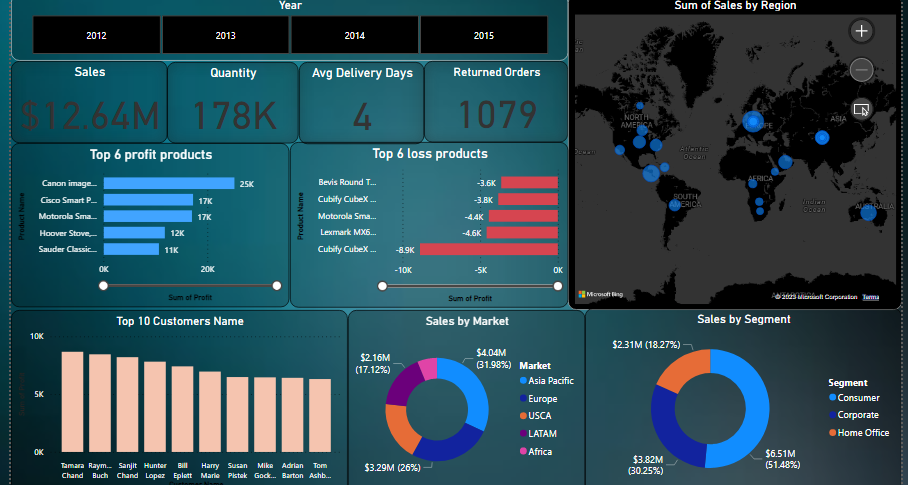 Year
2012
2013
2014
2015
Sales
$12.64M
Quantity
178K
Avg Delivery Days
4
Returned Orders
1079
Sum of Sales by Region
NORTH
AMERICA
Atlantic
Ocean
ASIA
AFRICA
SOUTH
AMERICA
Indian
Ocean
AUSTRALIA
Microsoft Bing
© 2023 Microsoft Corporation Terms
Top 6 profit products
Product Name
Canon image... 25K
Cisco Smart P... 17K
Motorola Sma... 17K
Hoover Stove,... 12K
Sauder Classic... 11K
0K 20K
Sum of Profit
Top 6 loss products
Product Name
Bevis Round T... -3.6K
Cubify CubeX ... -3.8K
Motorola Sma... -4.4K
Lexmark MX6... -4.6K
Cubify CubeX ... -8.9K
-10K -5K 0K
Sum of Profit
Top 10 Customers Name
10K
5K
0K
Tamara Chand
Raym... Buch
Sanjit Chand
Hunter Lopez
Bill Eplett
Harry Marie
Susan Pistek
Mike Gock...
Adrian Barton
Tom Ashb...
Sales by Market
$4.04M
(31.98%)
$2.16M
(17.12%)
$3.29M (26%)
Market
Asia Pacific
Europe
USCA
LATAM
Africa
Sales by Segment
$2.31M (18.27%)
$3.82M
(30.25%)
$6.51M
(51.48%)
Segment
Consumer
Corporate
Home Office